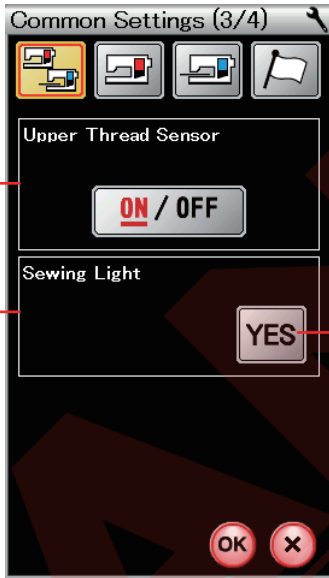 Common Settings (3/4)
Upper Thread Sensor
ON / OFF
Sewing Light
YES
OK